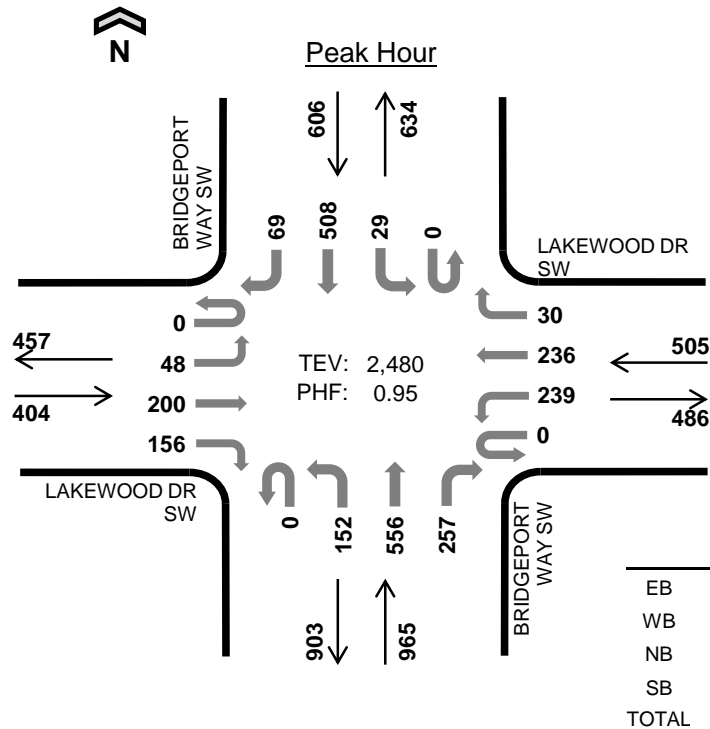 N
Peak Hour
606
634
BRIDGEPORT
WAY SW
69
508
29
0
LAKEWOOD DR
SW
0
48
200
156
457
404
TEV: 2,480
PHF: 0.95
30
236
239
0
505
486
LAKEWOOD DR
SW
0
152
556
257
BRIDGEPORT
WAY SW
903
965
EB
WB
NB
SB
TOTAL